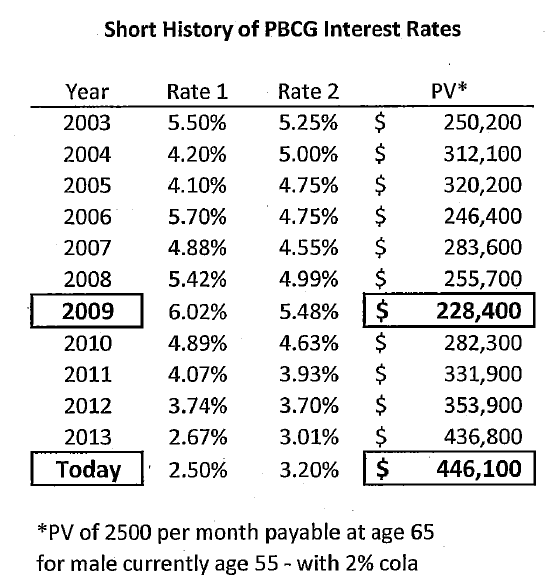 Short History of PBCG Interest Rates
Year Rate 1 Rate 2 PV*
2003 5.50% 5.25% $ 250,200
2004 4.20% 5.00% $ 312,100
2005 4.10% 4.75% $ 320,200
2006 5.70% 4.75% $ 246,400
2007 4.88% 4.55% $ 283,600
2008 5.42% 4.99% $ 255,700
2009 6.02% 5.48% $ 228,400
2010 4.89% 4.63% $ 282,300
2011 4.07% 3.93% $ 331,900
2012 3.74% 3.70% $ 353,900
2013 2.67% 3.01% $ 436,800
Today 2.50% 3.20% $ 446,100
*PV of 2500 per month payable at age 65
for male currently age 55 - with 2% cola